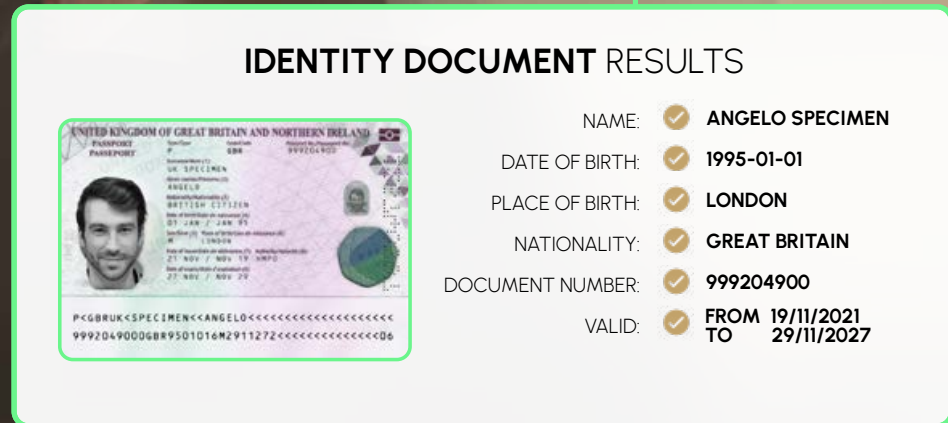 IDENTITY DOCUMENT RESULTS
UNITED KINGDOM OF GREAT BRITAIN AND NORTHERN IRELAND
PASSPORT
PASSEPORT
P
GBR
999204900
UK SPECIMEN
ANGELO
BRITISH CITIZEN
01 JAN / JAN 95
M LONDON
21 NOV / NOV 19 HMPO
27 NOV / NOV 29
P<GBRUK<SPECIMEN<<ANGELO<<<<<<<<<<<<<<<<<<<<
9992049000GBR9501016M2911272<<<<<<<<<<<<<<06
NAME: ANGELO SPECIMEN
DATE OF BIRTH: 1995-01-01
PLACE OF BIRTH: LONDON
NATIONALITY: GREAT BRITAIN
DOCUMENT NUMBER: 999204900
VALID: FROM 19/11/2021
TO 29/11/2027